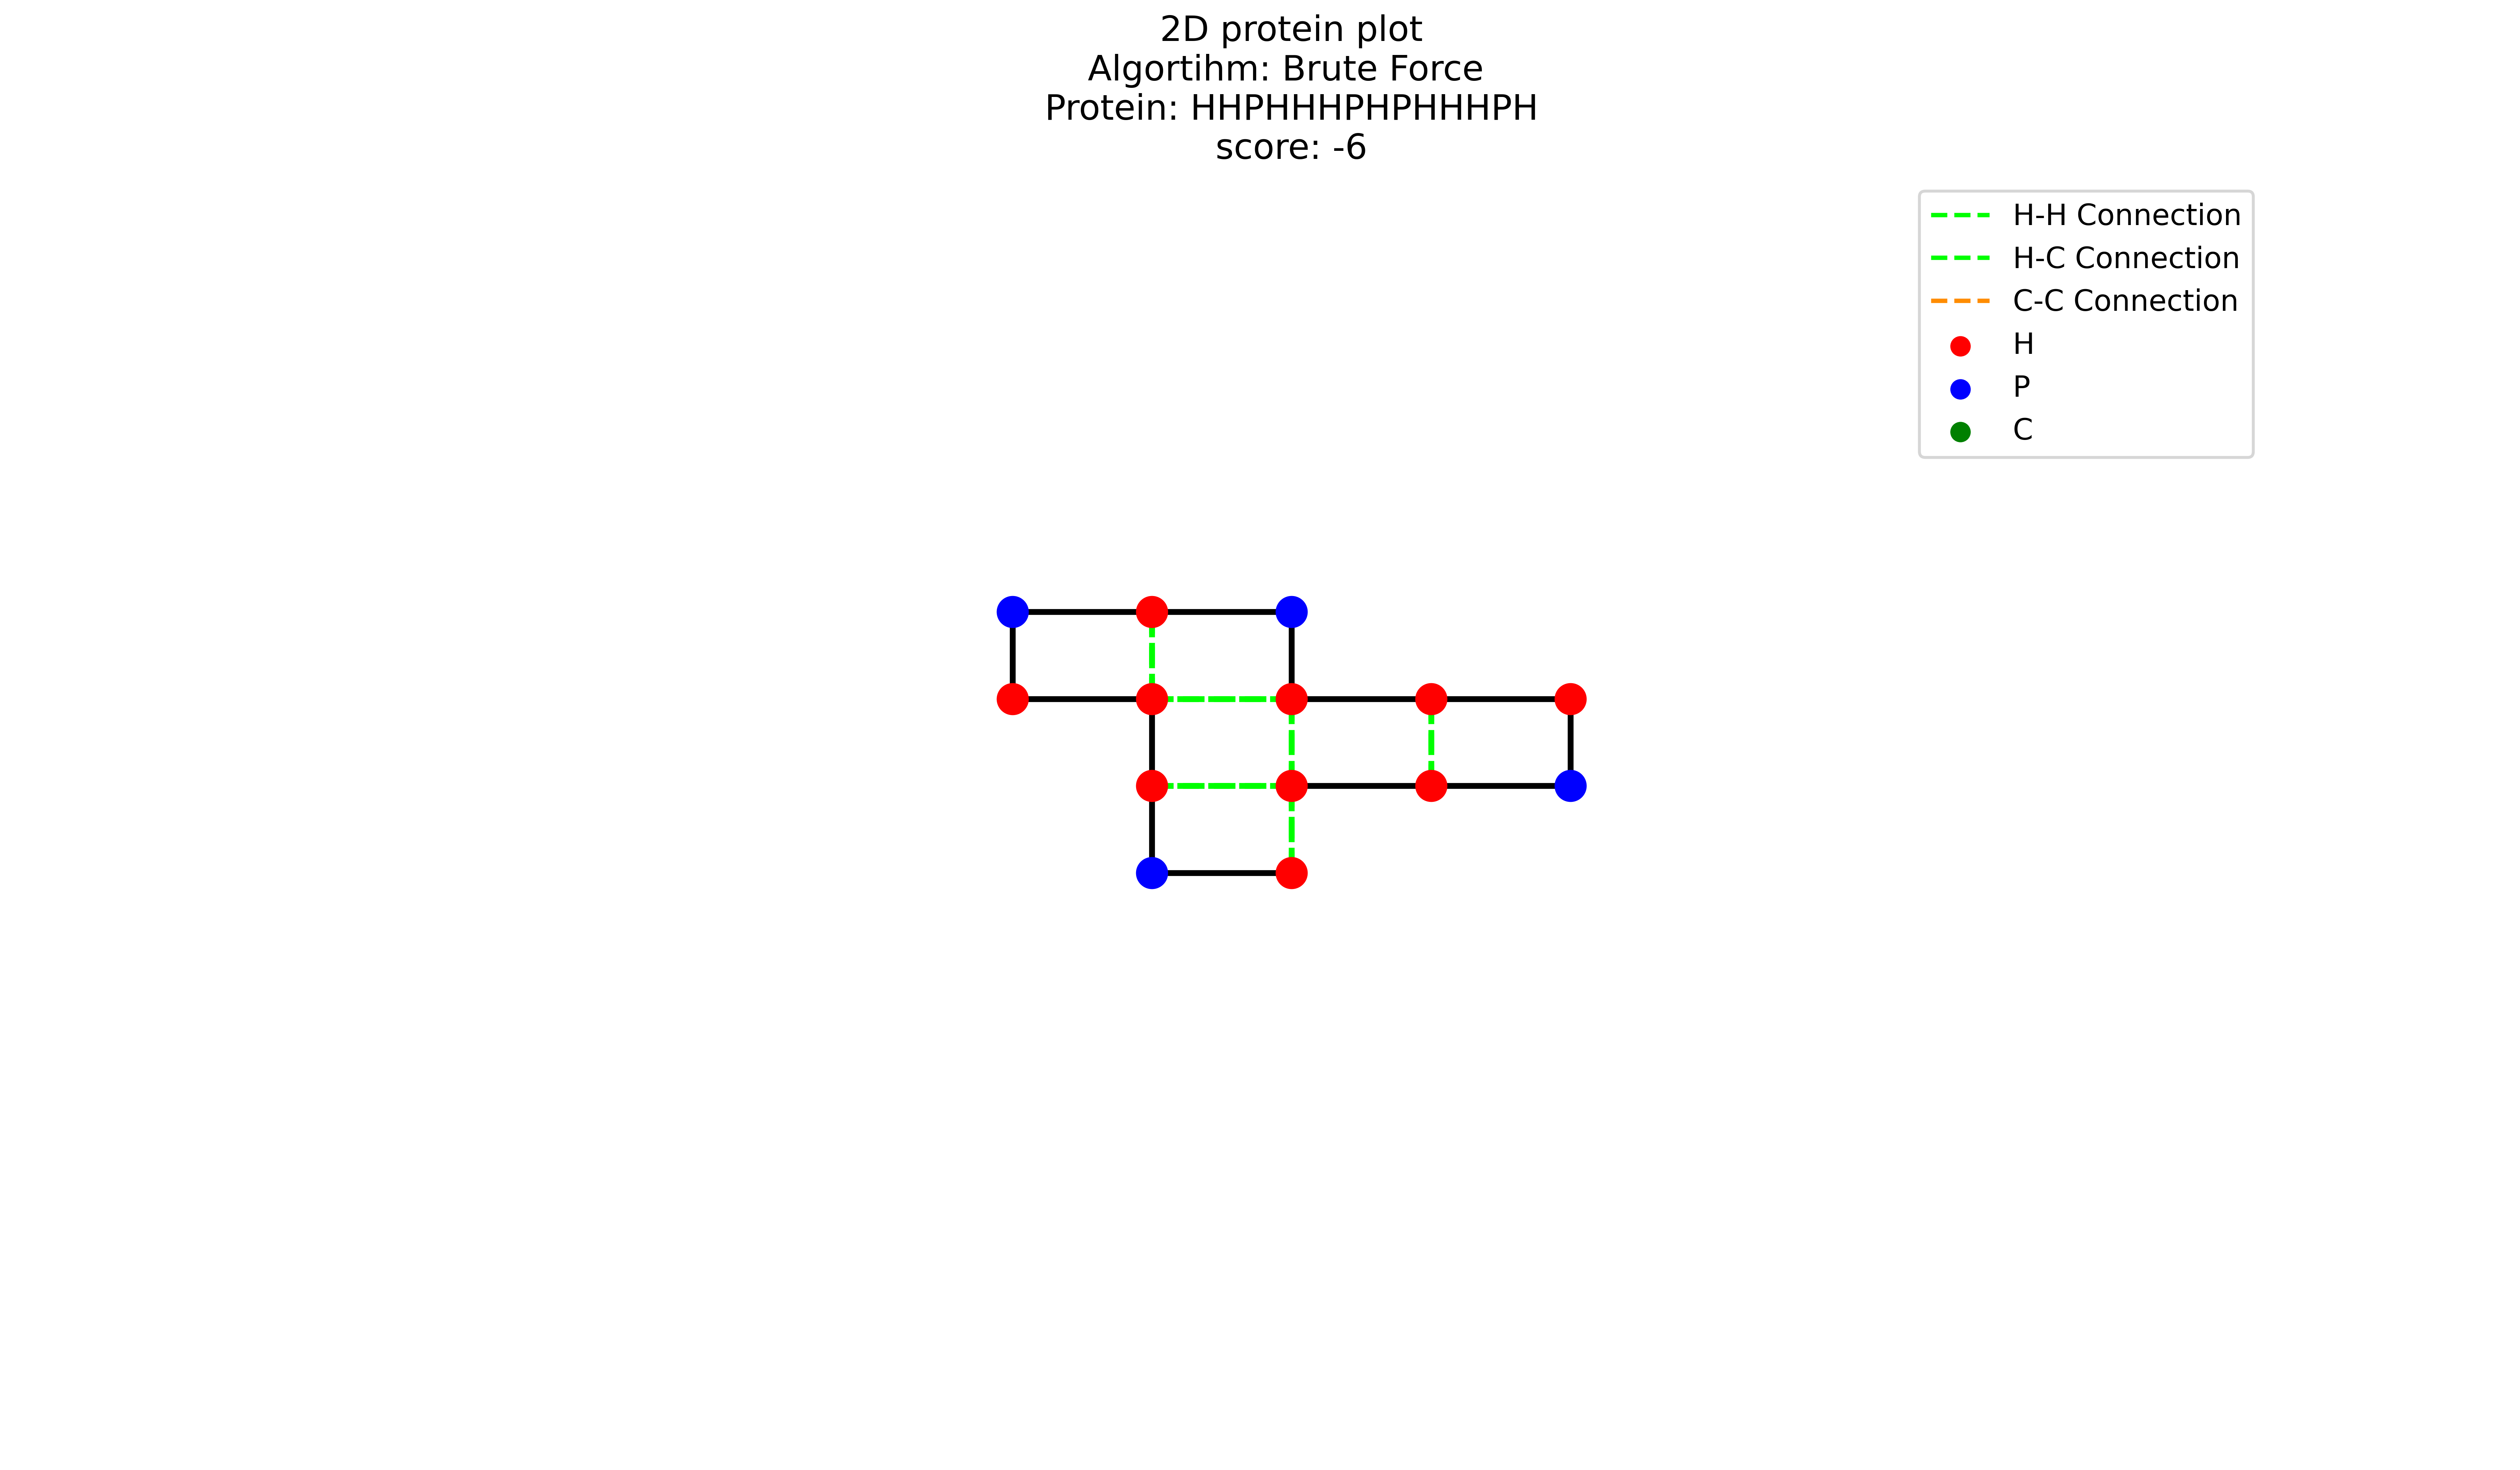 2D protein plot
Algortihm: Brute Force
Protein: HHPHHHPHPHHHPH
score: -6
H-H Connection
H-C Connection
C-C Connection
H
P
C